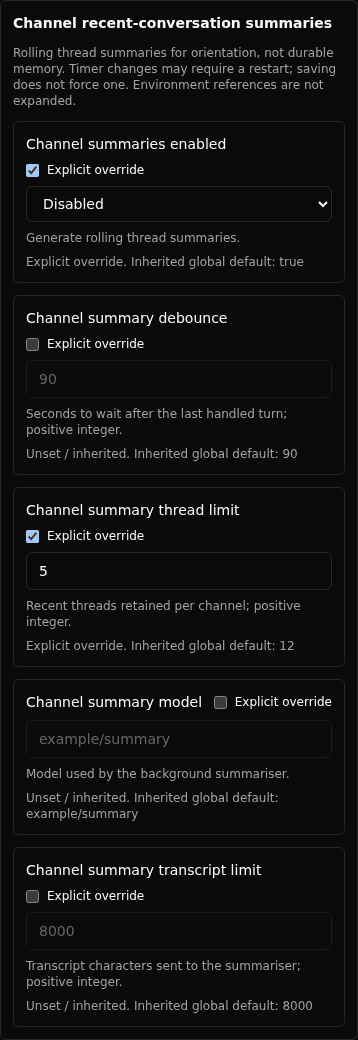 Channel recent-conversation summaries
Rolling thread summaries for orientation, not durable
memory. Timer changes may require a restart; saving
does not force one. Environment references are not
expanded.
Channel summaries enabled
Explicit override
Disabled
Generate rolling thread summaries.
Explicit override. Inherited global default: true
Channel summary debounce
Explicit override
90
Seconds to wait after the last handled turn;
positive integer.
Unset / inherited. Inherited global default: 90
Channel summary thread limit
Explicit override
5
Recent threads retained per channel; positive
integer.
Explicit override. Inherited global default: 12
Channel summary model Explicit override
example/summary
Model used by the background summariser.
Unset / inherited. Inherited global default:
example/summary
Channel summary transcript limit
Explicit override
8000
Transcript characters sent to the summariser;
positive integer.
Unset / inherited. Inherited global default: 8000